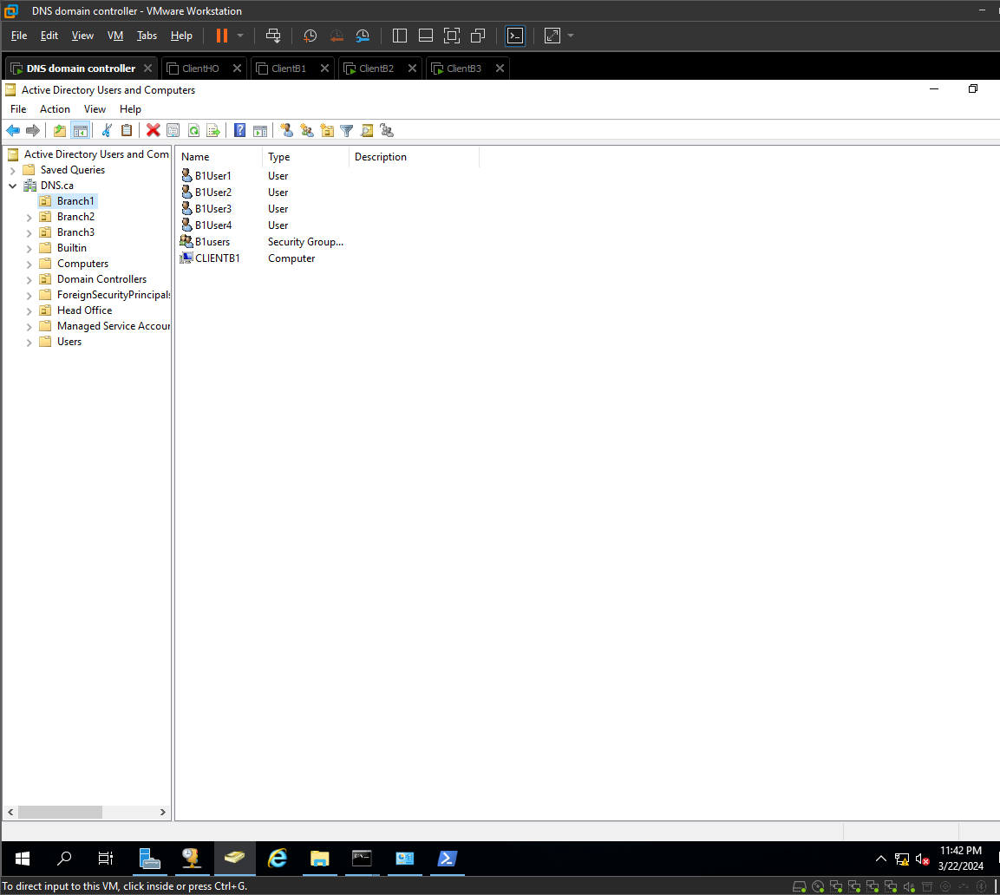 DNS domain controller - VMware Workstation
File Edit View VM Tabs Help
DNS domain controller ClientHO ClientB1 ClientB2 ClientB3
Active Directory Users and Computers
File Action View Help
Active Directory Users and Com
Saved Queries
DNS.ca
Branch1
Branch2
Branch3
Builtin
Computers
Domain Controllers
ForeignSecurityPrincipals
Head Office
Managed Service Accour
Users
Name Type Description
B1User1 User
B1User2 User
B1User3 User
B1User4 User
B1users Security Group...
CLIENTB1 Computer
11:42 PM
3/22/2024
To direct input to this VM, click inside or press Ctrl+G.